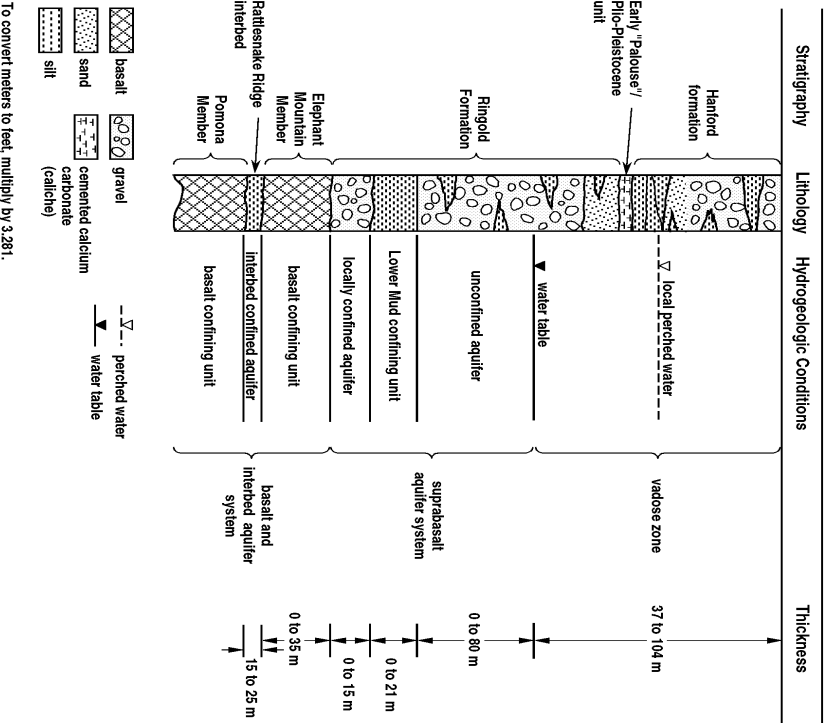 Stratigraphy
Lithology
Hydrogeologic Conditions
Thickness
Hanford
formation
Early "Palouse"/
Plio-Pleistocene
unit
Ringold
Formation
Elephant
Mountain
Member
Rattlesnake Ridge
interbed
Pomona
Member
local perched water
water table
unconfined aquifer
Lower Mud confining unit
locally confined aquifer
basalt confining unit
interbed confined aquifer
basalt confining unit
vadose zone
suprabasalt
aquifer system
basalt and
interbed aquifer
system
37 to 104 m
0 to 80 m
0 to 21 m
0 to 15 m
0 to 35 m
15 to 25 m
basalt
sand
silt
gravel
cemented calcium
carbonate
(caliche)
perched water
water table
To convert meters to feet, multiply by 3.281.